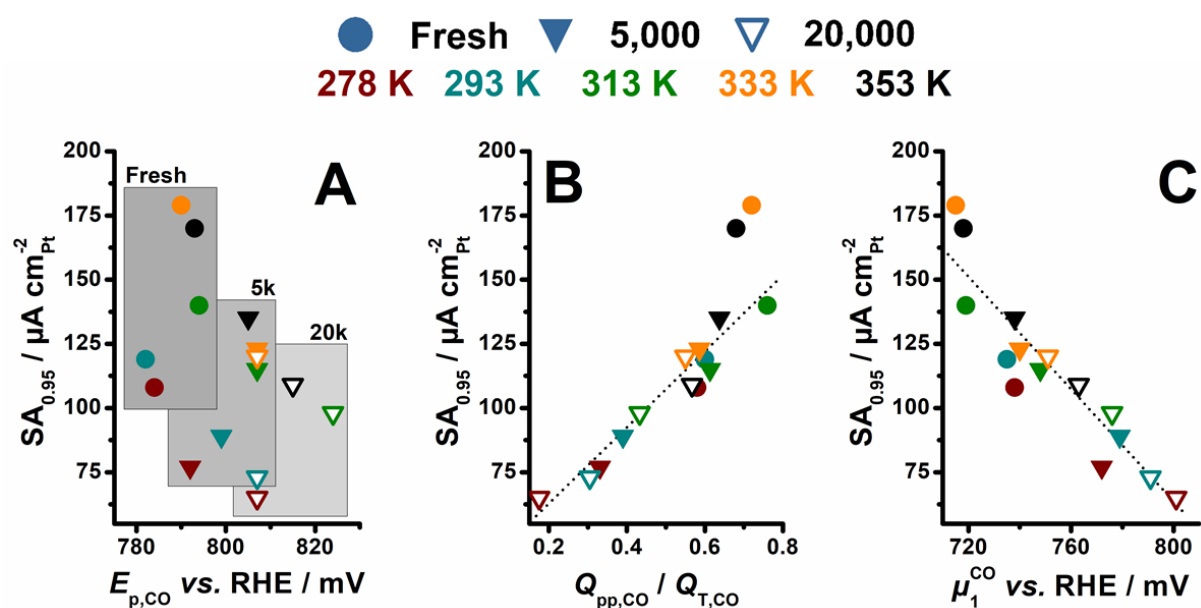 Fresh 5,000 20,000
278 K 293 K 313 K 333 K 353 K
A
Fresh
5k
20k
200
175
150
125
100
75
SA0.95 / µA cm-2Pt
780 800 820
Ep,CO vs. RHE / mV
B
200
175
150
125
100
75
SA0.95 / µA cm-2Pt
0.2 0.4 0.6 0.8
Qpp,CO / QT,CO
C
200
175
150
125
100
75
SA0.95 / µA cm-2Pt
720 760 800
µ1CO vs. RHE / mV